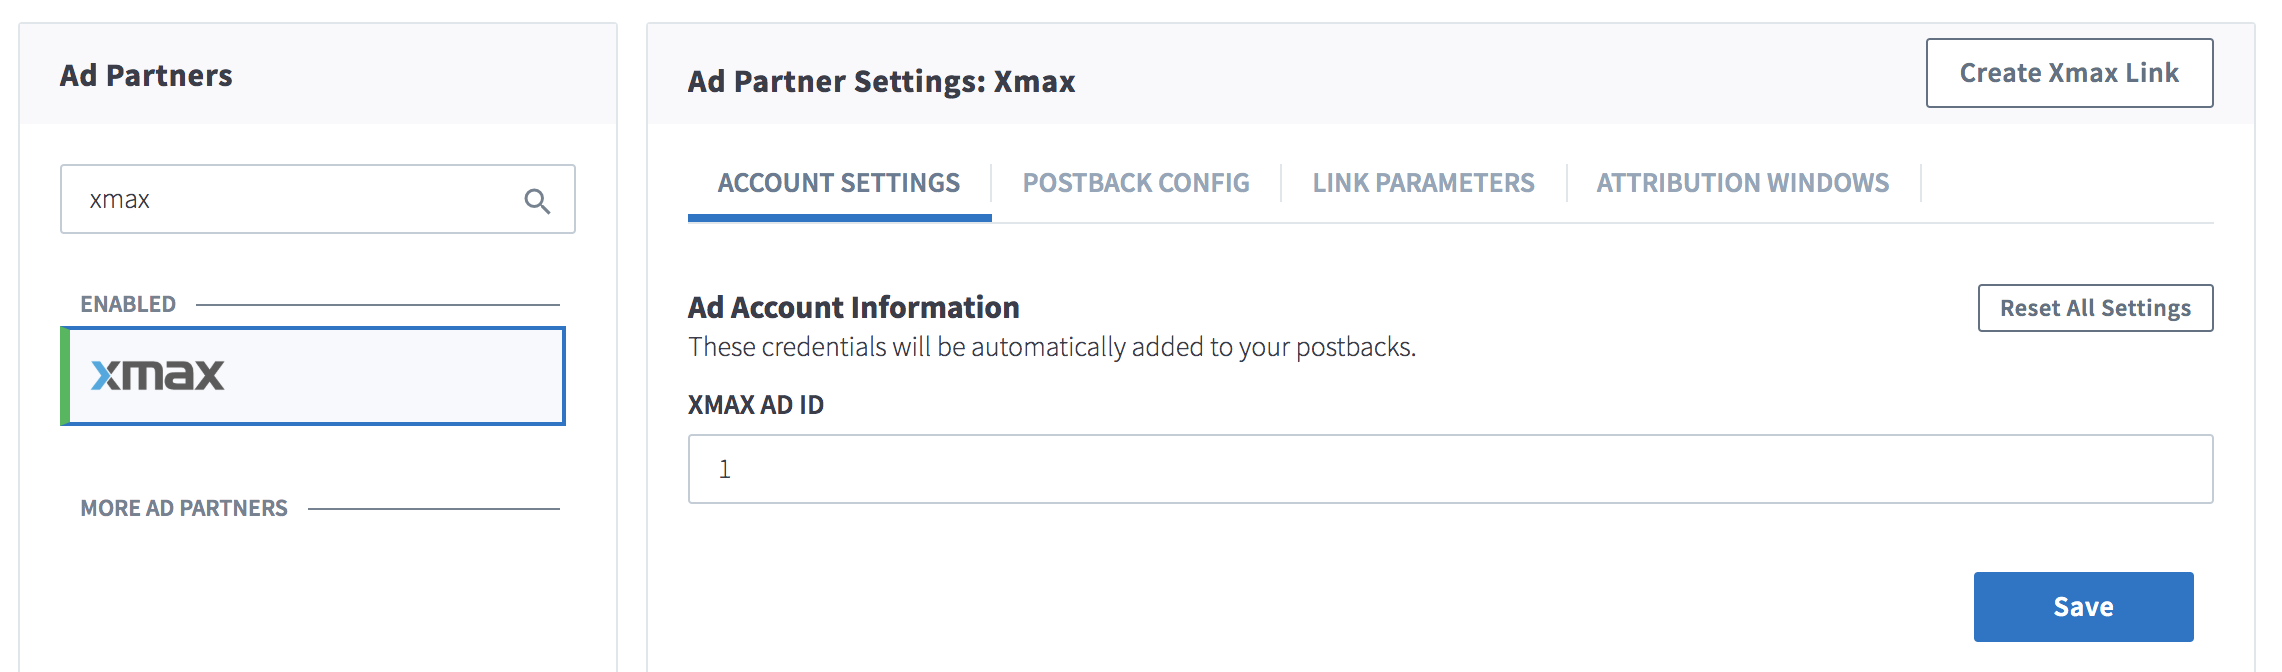 Ad Partners
xmax
ENABLED
xmax
MORE AD PARTNERS
Ad Partner Settings: Xmax
Create Xmax Link
ACCOUNT SETTINGS
POSTBACK CONFIG
LINK PARAMETERS
ATTRIBUTION WINDOWS
Ad Account Information
Reset All Settings
These credentials will be automatically added to your postbacks.
XMAX AD ID
1
Save